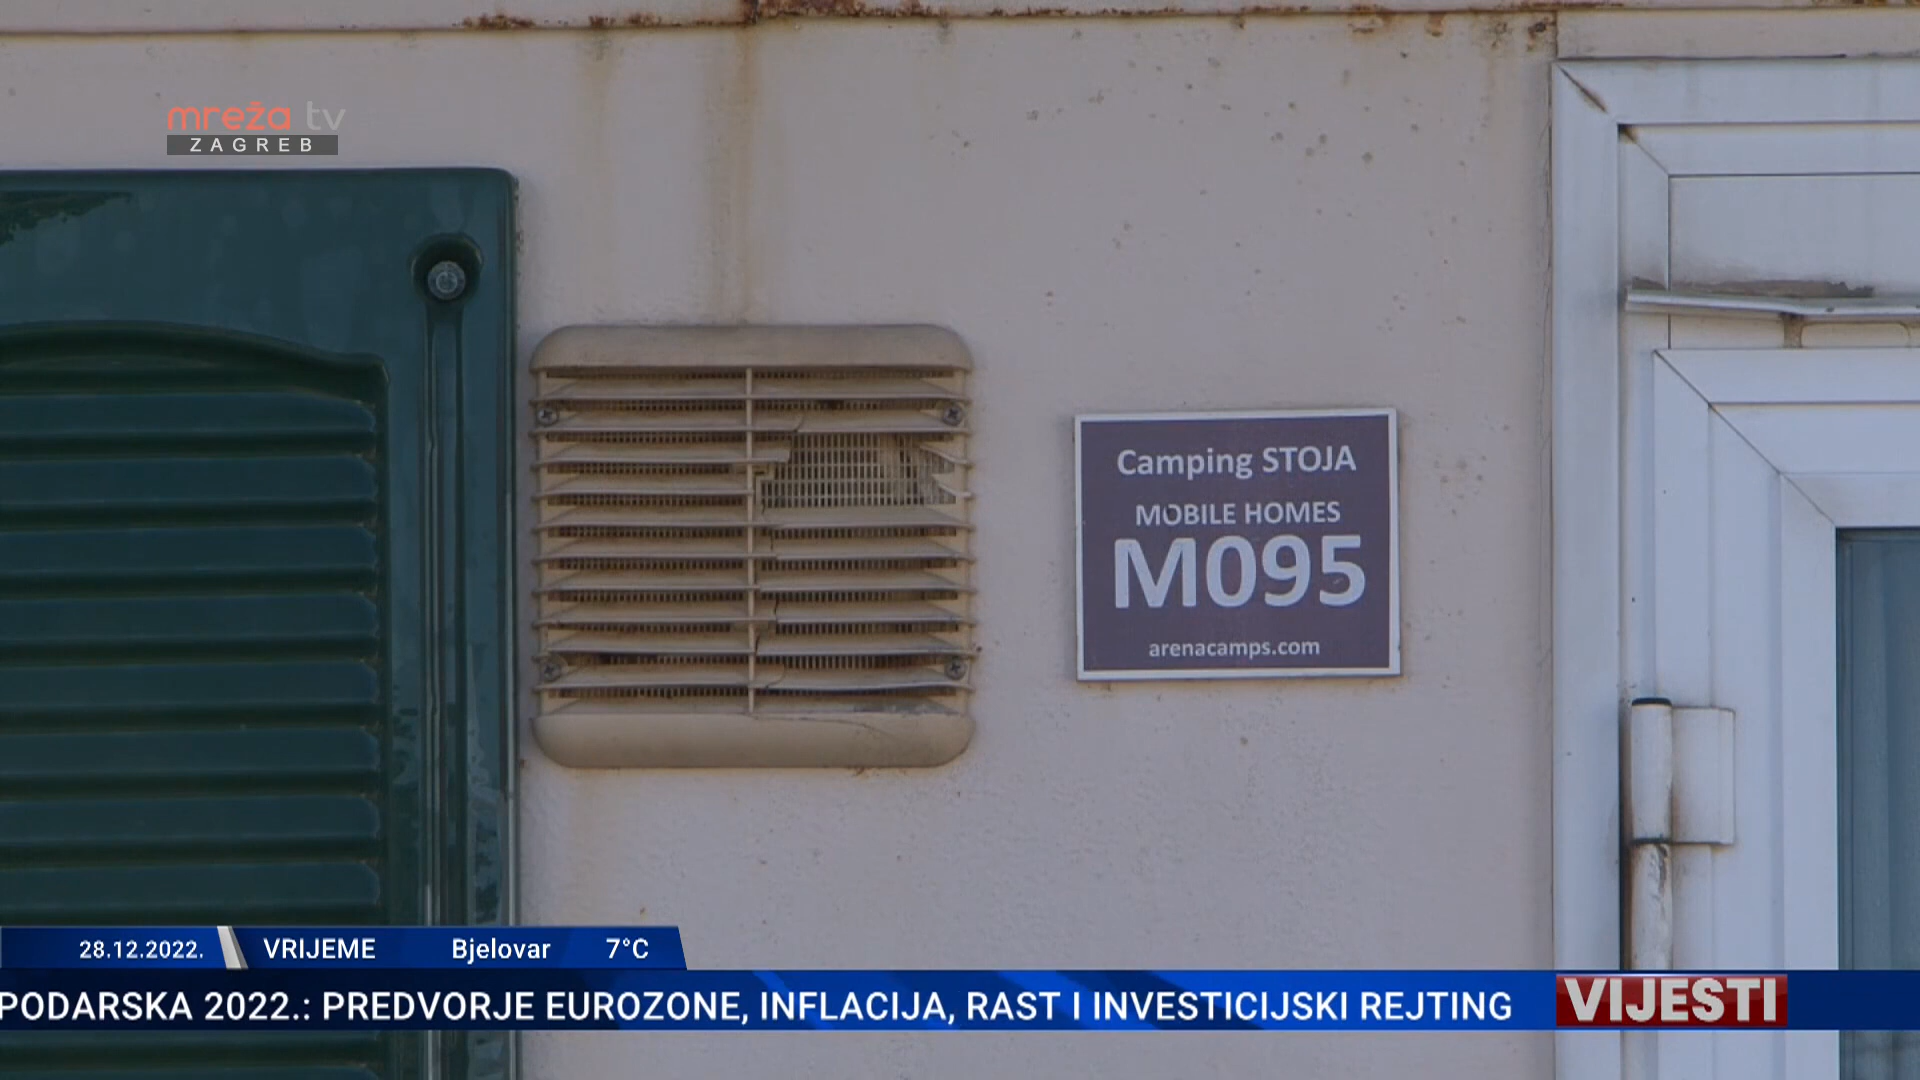 mreža tv
ZAGREB
Camping STOJA
MOBILE HOMES
M095
arenacamps.com
28.12.2022. VRIJEME Bjelovar 7°C
PODARSKA 2022.: PREDVORJE EUROZONE, INFLACIJA, RAST I INVESTICIJSKI REJTING VIJESTI